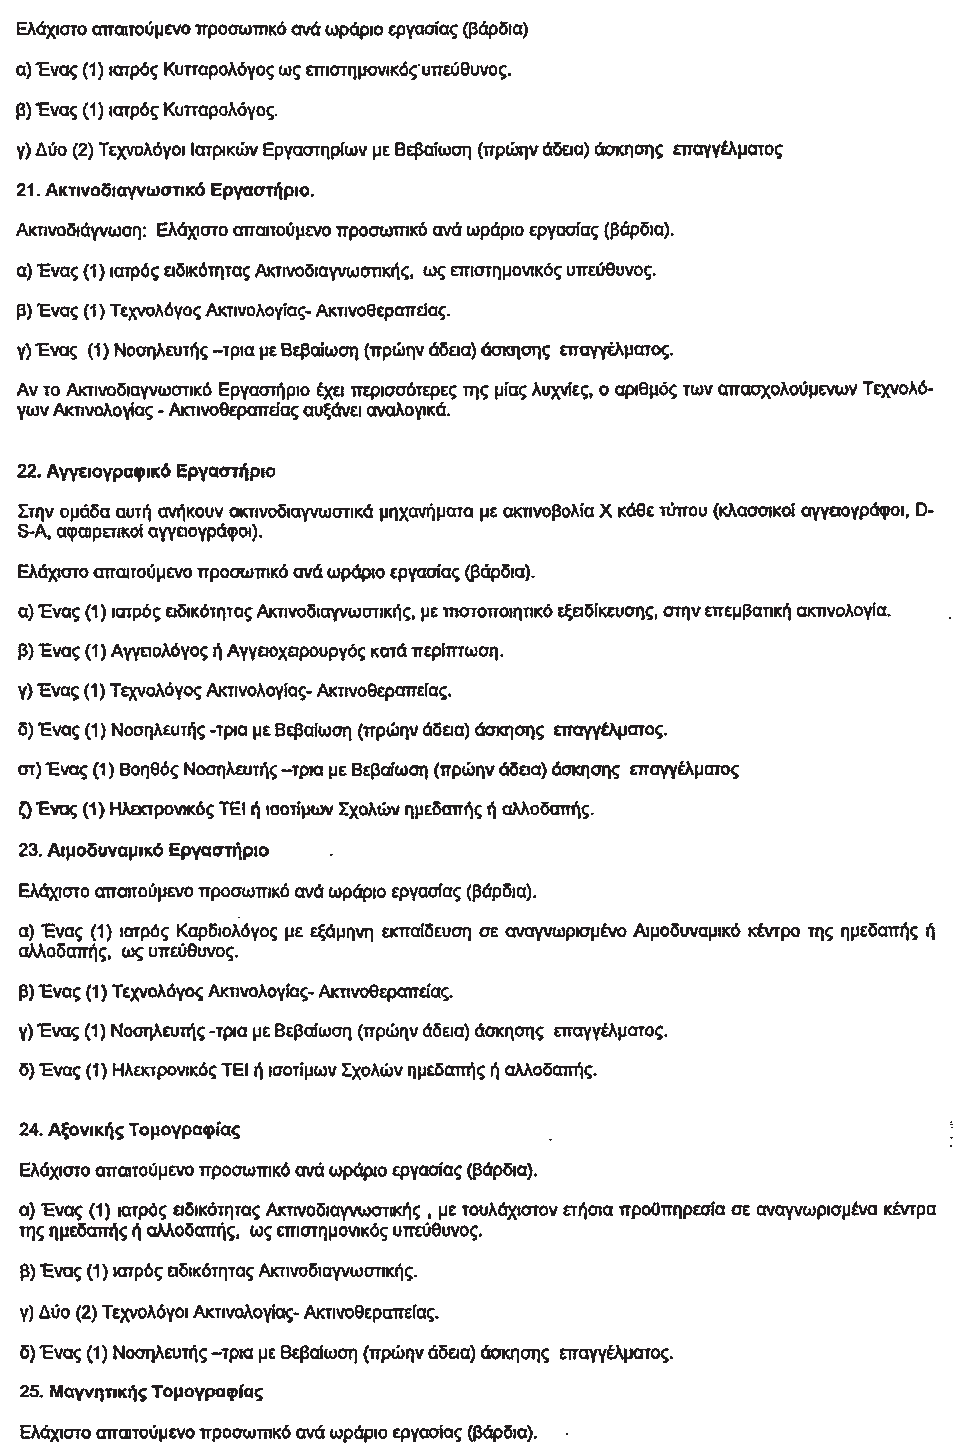 Ελάχιστο απαιτούμενο προσωπικό ανά ωράριο εργασίας (βάρδια)
α) Ένας (1) ιατρός Κυτταρολόγος ως επιστημονικός υπεύθυνος.
β) Ένας (1) ιατρός Κυτταρολόγος.
γ) Δύο (2) Τεχνολόγοι Ιατρικών Εργαστηρίων με Βεβαίωση (πρώην άδεια) άσκησης επαγγέλματος
21. Ακτινοδιαγνωστικό Εργαστήριο.
Ακτινοδιάγνωση: Ελάχιστο απαιτούμενο προσωπικό ανά ωράριο εργασίας (βάρδια).
α) Ένας (1) ιατρός ειδικότητας Ακτινοδιαγνωστικής, ως επιστημονικός υπεύθυνος.
β) Ένας (1) Τεχνολόγος Ακτινολογίας- Ακτινοθεραπείας.
γ) Ένας (1) Νοσηλευτής –τρια με Βεβαίωση (πρώην άδεια) άσκησης επαγγέλματος.
Αν το Ακτινοδιαγνωστικό Εργαστήριο έχει περισσότερες της μίας λυχνίες, ο αριθμός των απασχολούμενων Τεχνολό-
γων Ακτινολογίας - Ακτινοθεραπείας αυξάνει αναλογικά.
22. Αγγειογραφικό Εργαστήριο
Στην ομάδα αυτή ανήκουν ακτινοδιαγνωστικά μηχανήματα με ακτινοβολία Χ κάθε τύπου (κλασσικοί αγγειογράφοι, D-
S-A, αφαιρετικοί αγγειογράφοι).
Ελάχιστο απαιτούμενο προσωπικό ανά ωράριο εργασίας (βάρδια).
α) Ένας (1) ιατρός ειδικότητας Ακτινοδιαγνωστικής, με πιστοποιητικό εξειδίκευσης, στην επεμβατική ακτινολογία.
β) Ένας (1) Αγγειολόγος ή Αγγειοχειρουργός κατά περίπτωση.
γ) Ένας (1) Τεχνολόγος Ακτινολογίας- Ακτινοθεραπείας.
δ) Ένας (1) Νοσηλευτής -τρια με Βεβαίωση (πρώην άδεια) άσκησης επαγγέλματος.
στ) Ένας (1) Βοηθός Νοσηλευτής –τρια με Βεβαίωση (πρώην άδεια) άσκησης επαγγέλματος
ζ) Ένας (1) Ηλεκτρονικός ΤΕΙ ή ισοτίμων Σχολών ημεδαπής ή αλλοδαπής.
23. Αιμοδυναμικό Εργαστήριο
Ελάχιστο απαιτούμενο προσωπικό ανά ωράριο εργασίας (βάρδια).
α) Ένας (1) ιατρός Καρδιολόγος με εξάμηνη εκπαίδευση σε αναγνωρισμένο Αιμοδυναμικό κέντρο της ημεδαπής ή
αλλοδαπής, ως υπεύθυνος.
β) Ένας (1) Τεχνολόγος Ακτινολογίας- Ακτινοθεραπείας.
γ) Ένας (1) Νοσηλευτής -τρια με Βεβαίωση (πρώην άδεια) άσκησης επαγγέλματος.
δ) Ένας (1) Ηλεκτρονικός ΤΕΙ ή ισοτίμων Σχολών ημεδαπής ή αλλοδαπής.
24. Αξονικής Τομογραφίας
Ελάχιστο απαιτούμενο προσωπικό ανά ωράριο εργασίας (βάρδια).
α) Ένας (1) ιατρός ειδικότητας Ακτινοδιαγνωστικής , με τουλάχιστον ετήσια προϋπηρεσία σε αναγνωρισμένα κέντρα
της ημεδαπής ή αλλοδαπής, ως επιστημονικός υπεύθυνος.
β) Ένας (1) ιατρός ειδικότητας Ακτινοδιαγνωστικής.
γ) Δύο (2) Τεχνολόγοι Ακτινολογίας- Ακτινοθεραπείας.
δ) Ένας (1) Νοσηλευτής –τρια με Βεβαίωση (πρώην άδεια) άσκησης επαγγέλματος.
25. Μαγνητικής Τομογραφίας
Ελάχιστο απαιτούμενο προσωπικό ανά ωράριο εργασίας (βάρδια).